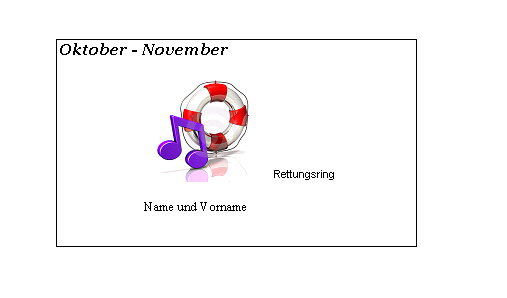 Oktober - November
Rettungsring
Name und Vorname